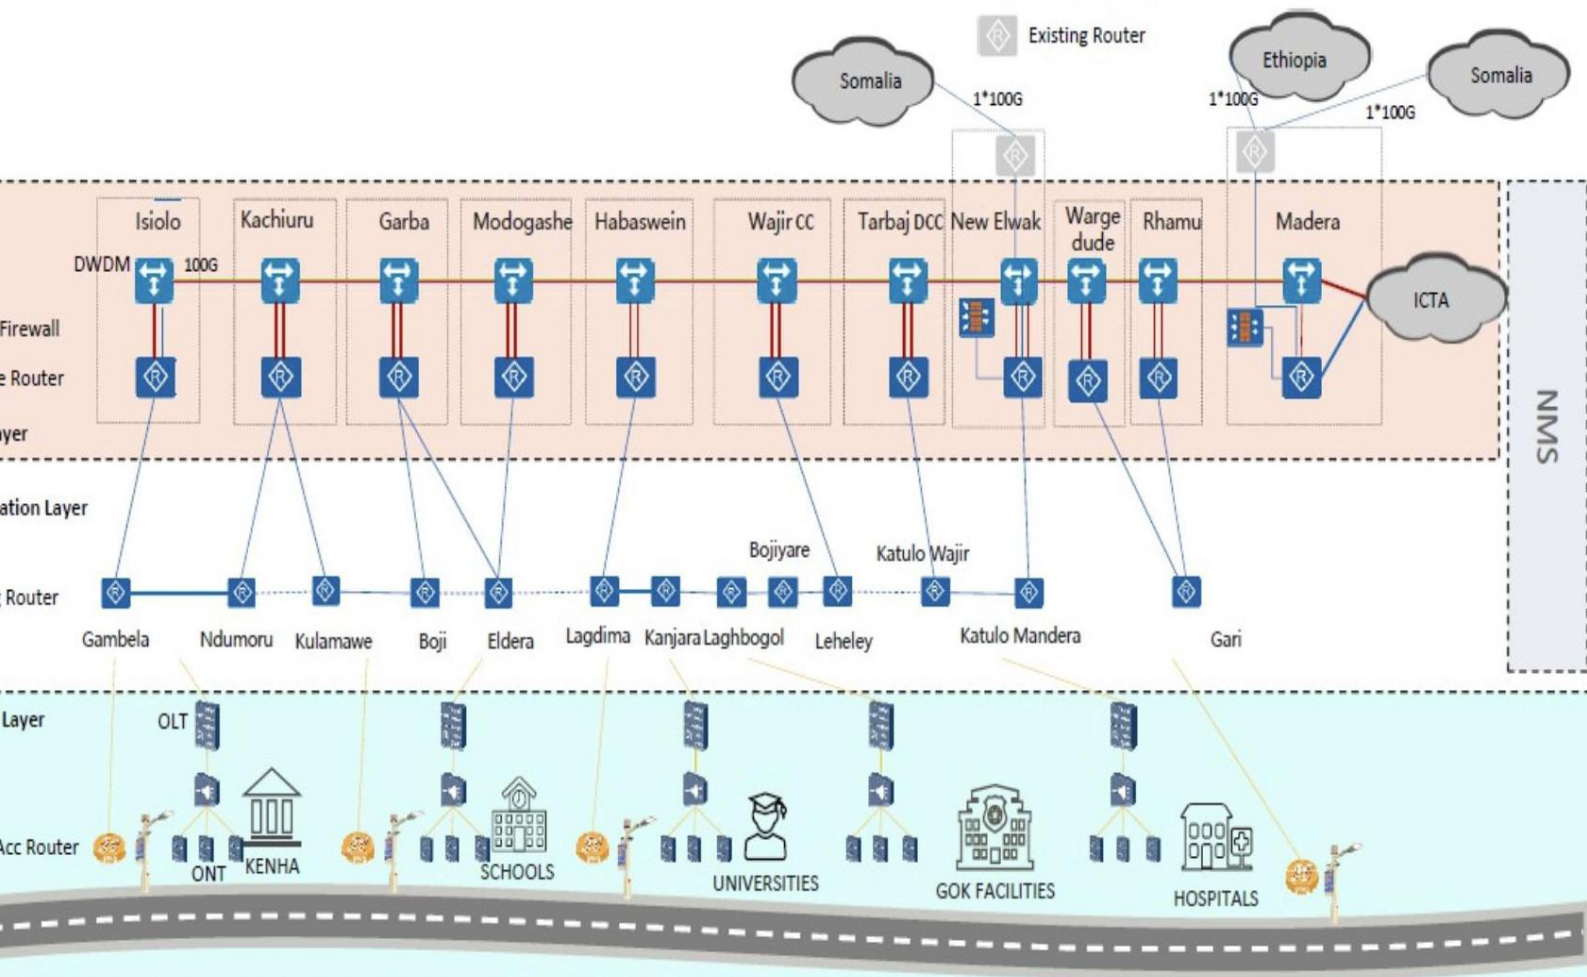 Existing Router
Ethiopia
Somalia
Somalia
1*100G
1*100G
1*100G
Isiolo
Kachiuru
Garba
Modogashe
Habaswein
Wajir CC
Tarbaj DCC
New Elwak
Warge
dude
Rhamu
Madera
DWDM
100G
ICTA
Firewall
e Router
ayer
NMS
ation Layer
Bojiyare
Katulo Wajir
g Router
Gambela
Ndumoru
Kulamawe
Boji
Eldera
Lagdima
Kanjara
Laghbogol
Leheley
Katulo Mandera
Gari
Layer
OLT
Acc Router
ONT
KENHA
SCHOOLS
UNIVERSITIES
GOK FACILITIES
HOSPITALS